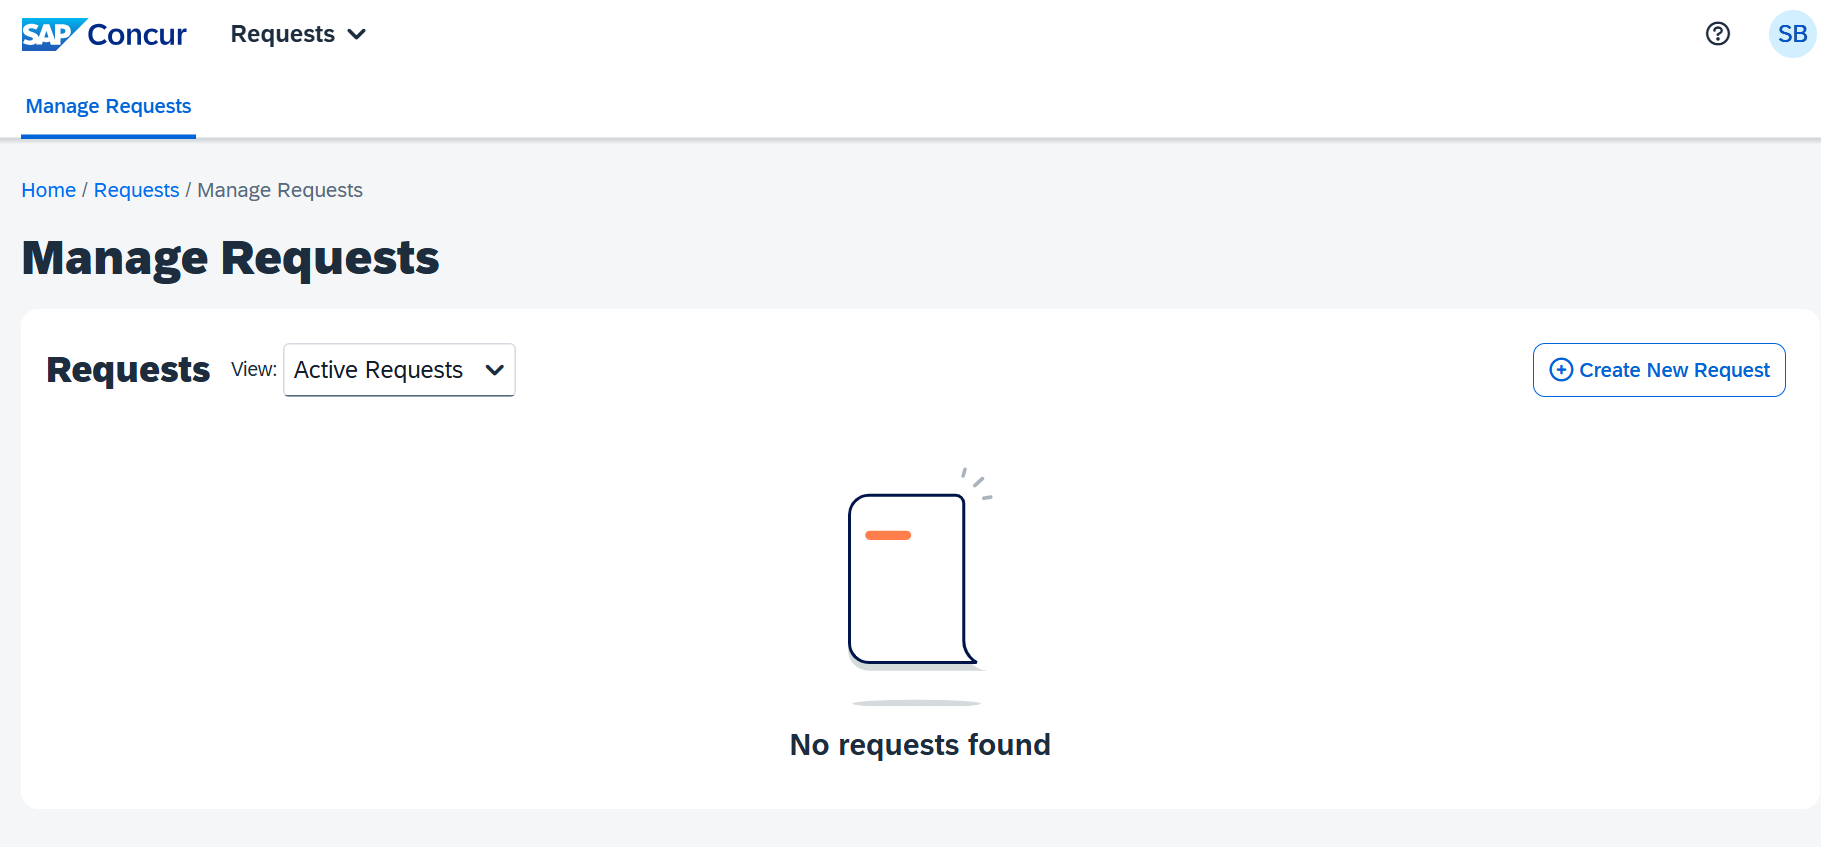 SAP Concur Requests SB
Manage Requests
Home / Requests / Manage Requests
Manage Requests
Requests View: Active Requests Create New Request
No requests found